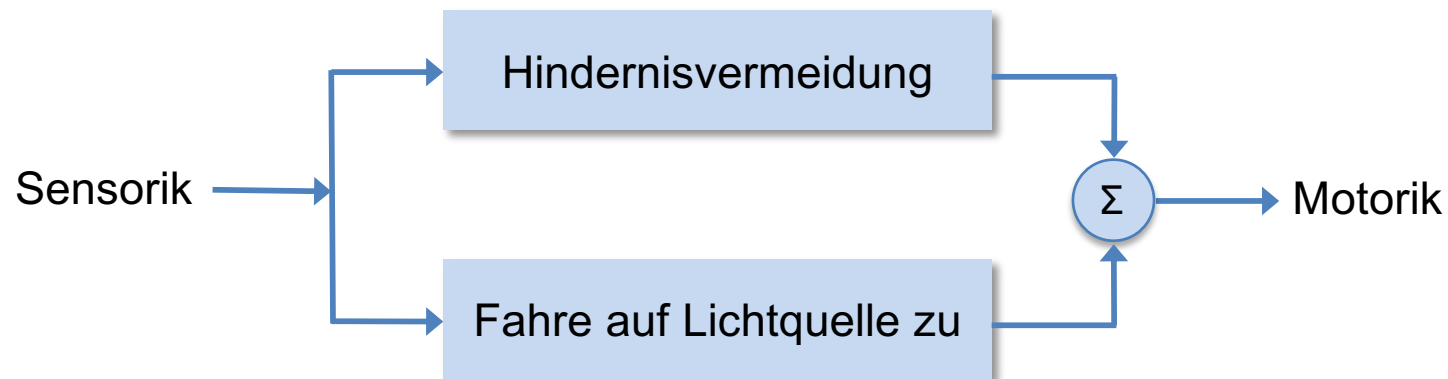 Hindernisvermeidung
Sensorik
Σ
Motorik
Fahre auf Lichtquelle zu